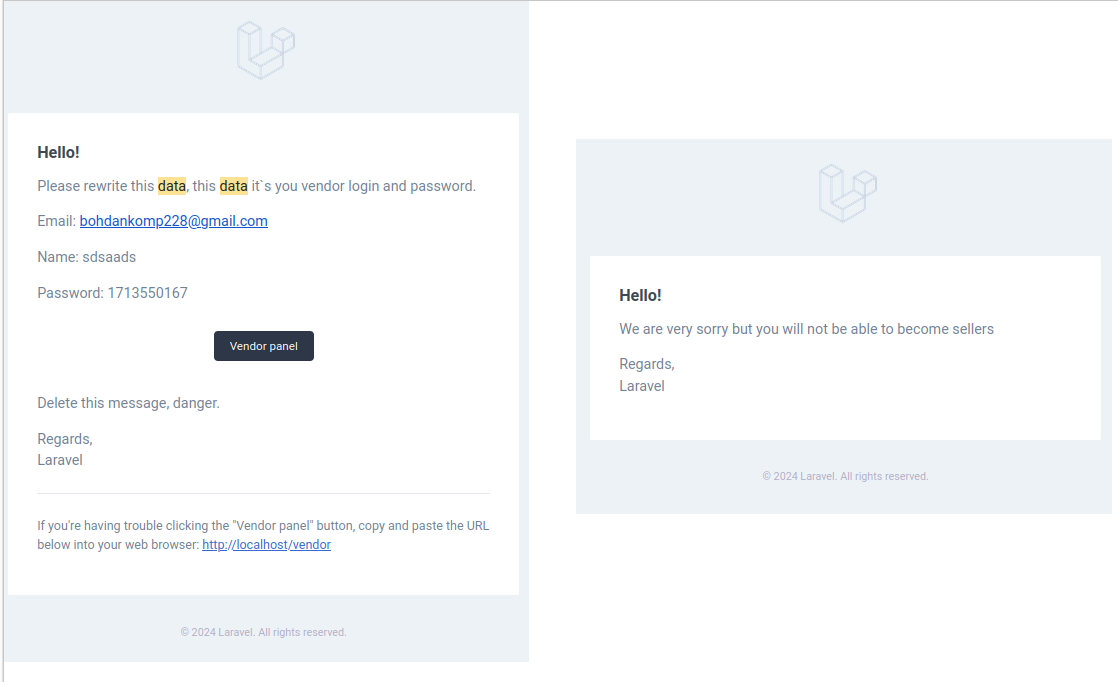 Hello!
Please rewrite this data, this data it`s you vendor login and password.
Email: bohdankomp228@gmail.com
Name: sdsaads
Password: 1713550167
Vendor panel
Delete this message, danger.
Regards,
Laravel
If you're having trouble clicking the "Vendor panel" button, copy and paste the URL
below into your web browser: http://localhost/vendor
© 2024 Laravel. All rights reserved.
Hello!
We are very sorry but you will not be able to become sellers
Regards,
Laravel
© 2024 Laravel. All rights reserved.